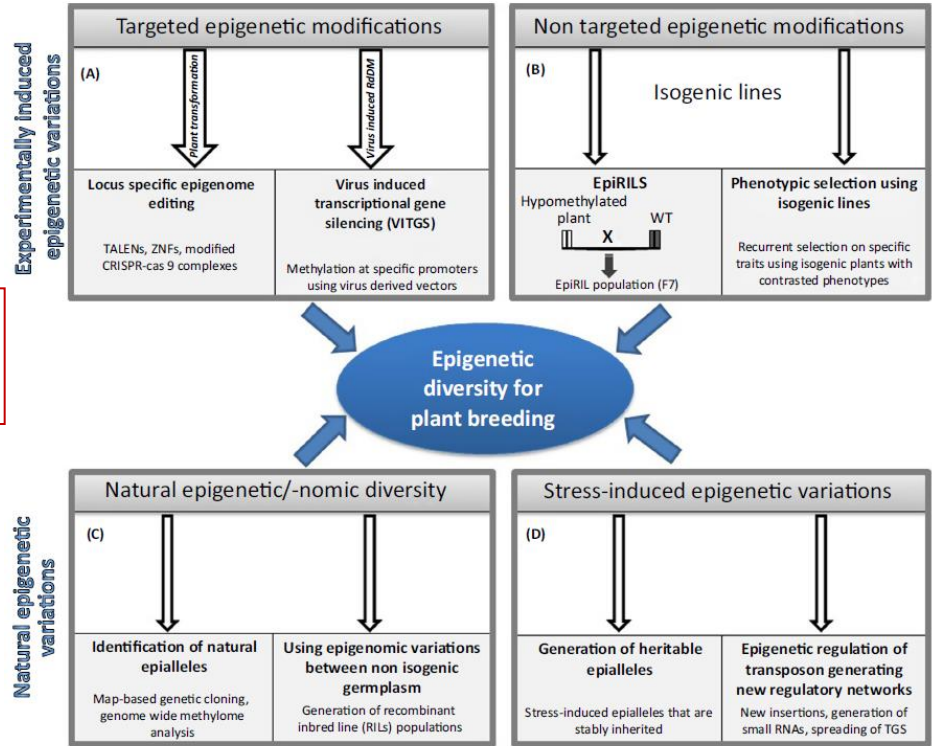 Experimentally induced
epigenetic variations
Targeted epigenetic modifications
(A)
Plant transformation
Virus induced RdDM
Locus specific epigenome
editing
TALENs, ZNFs, modified
CRISPR-cas 9 complexes
Virus induced
transcriptional gene
silencing (VITGS)
Methylation at specific promoters
using virus derived vectors
Non targeted epigenetic modifications
(B)
Isogenic lines
EpiRILS
Hypomethylated
plant
WT
X
EpiRIL population (F7)
Phenotypic selection using
isogenic lines
Recurrent selection on specific
traits using isogenic plants with
contrasted phenotypes
Epigenetic
diversity for
plant breeding
Natural epigenetic
variations
Natural epigenetic/-nomic diversity
(C)
Identification of natural
epialleles
Map-based genetic cloning,
genome wide methylome
analysis
Using epigenomic variations
between non isogenic
germplasm
Generation of recombinant
inbred line (RILs) populations
Stress-induced epigenetic variations
(D)
Generation of heritable
epialleles
Stress-induced epialleles that are
stably inherited
Epigenetic regulation of
transposon generating
new regulatory networks
New insertions, generation of
small RNAs, spreading of TGS